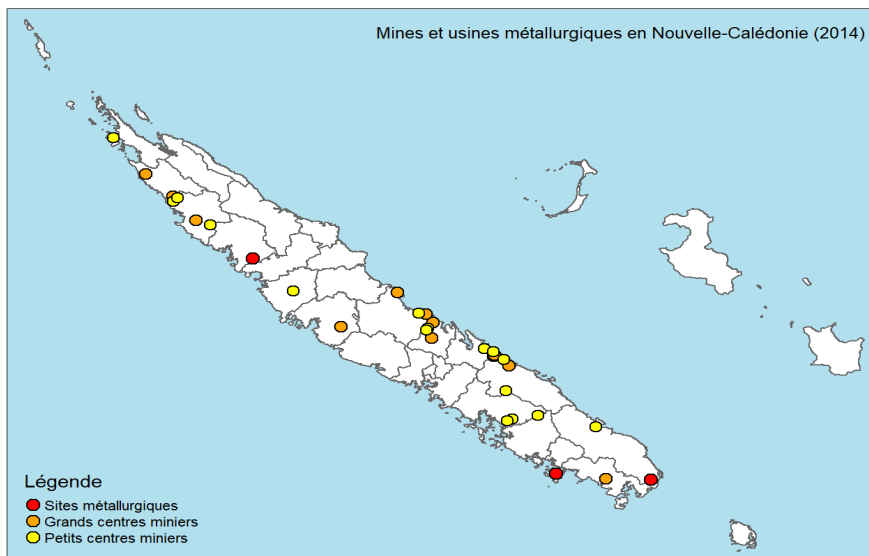 Mines et usines métallurgiques en Nouvelle-Calédonie (2014)
Légende
Sites métallurgiques
Grands centres miniers
Petits centres miniers